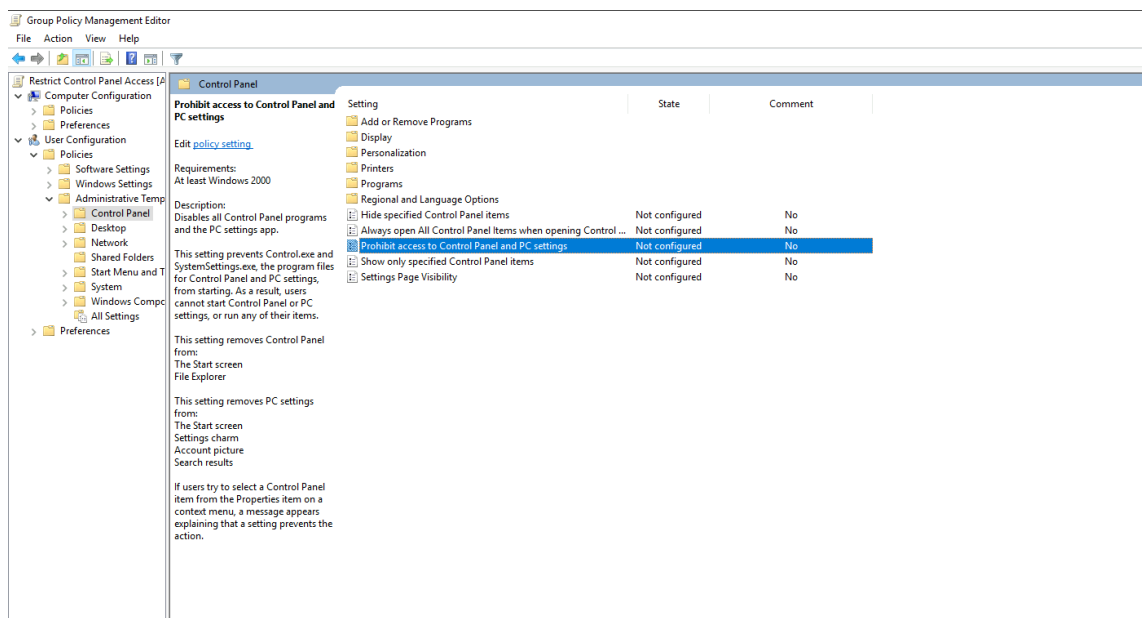 Group Policy Management Editor
File Action View Help
Restrict Control Panel Access [A
Computer Configuration
Policies
Preferences
User Configuration
Policies
Software Settings
Windows Settings
Administrative Temp
Control Panel
Desktop
Network
Shared Folders
Start Menu and T
System
Windows Compo
All Settings
Preferences
Control Panel
Prohibit access to Control Panel and
PC settings
Edit policy setting
Requirements:
At least Windows 2000
Description:
Disables all Control Panel programs
and the PC settings app.
This setting prevents Control.exe and
SystemSettings.exe, the program files
for Control Panel and PC settings,
from starting. As a result, users
cannot start Control Panel or PC
settings, or run any of their items.
This setting removes Control Panel
from:
The Start screen
File Explorer
This setting removes PC settings
from:
The Start screen
Settings charm
Account picture
Search results
If users try to select a Control Panel
item from the Properties item on a
context menu, a message appears
explaining that a setting prevents the
action.
Setting State Comment
Add or Remove Programs
Display
Personalization
Printers
Programs
Regional and Language Options
Hide specified Control Panel items Not configured No
Always open All Control Panel Items when opening Control ... Not configured No
Prohibit access to Control Panel and PC settings Not configured No
Show only specified Control Panel items Not configured No
Settings Page Visibility Not configured No